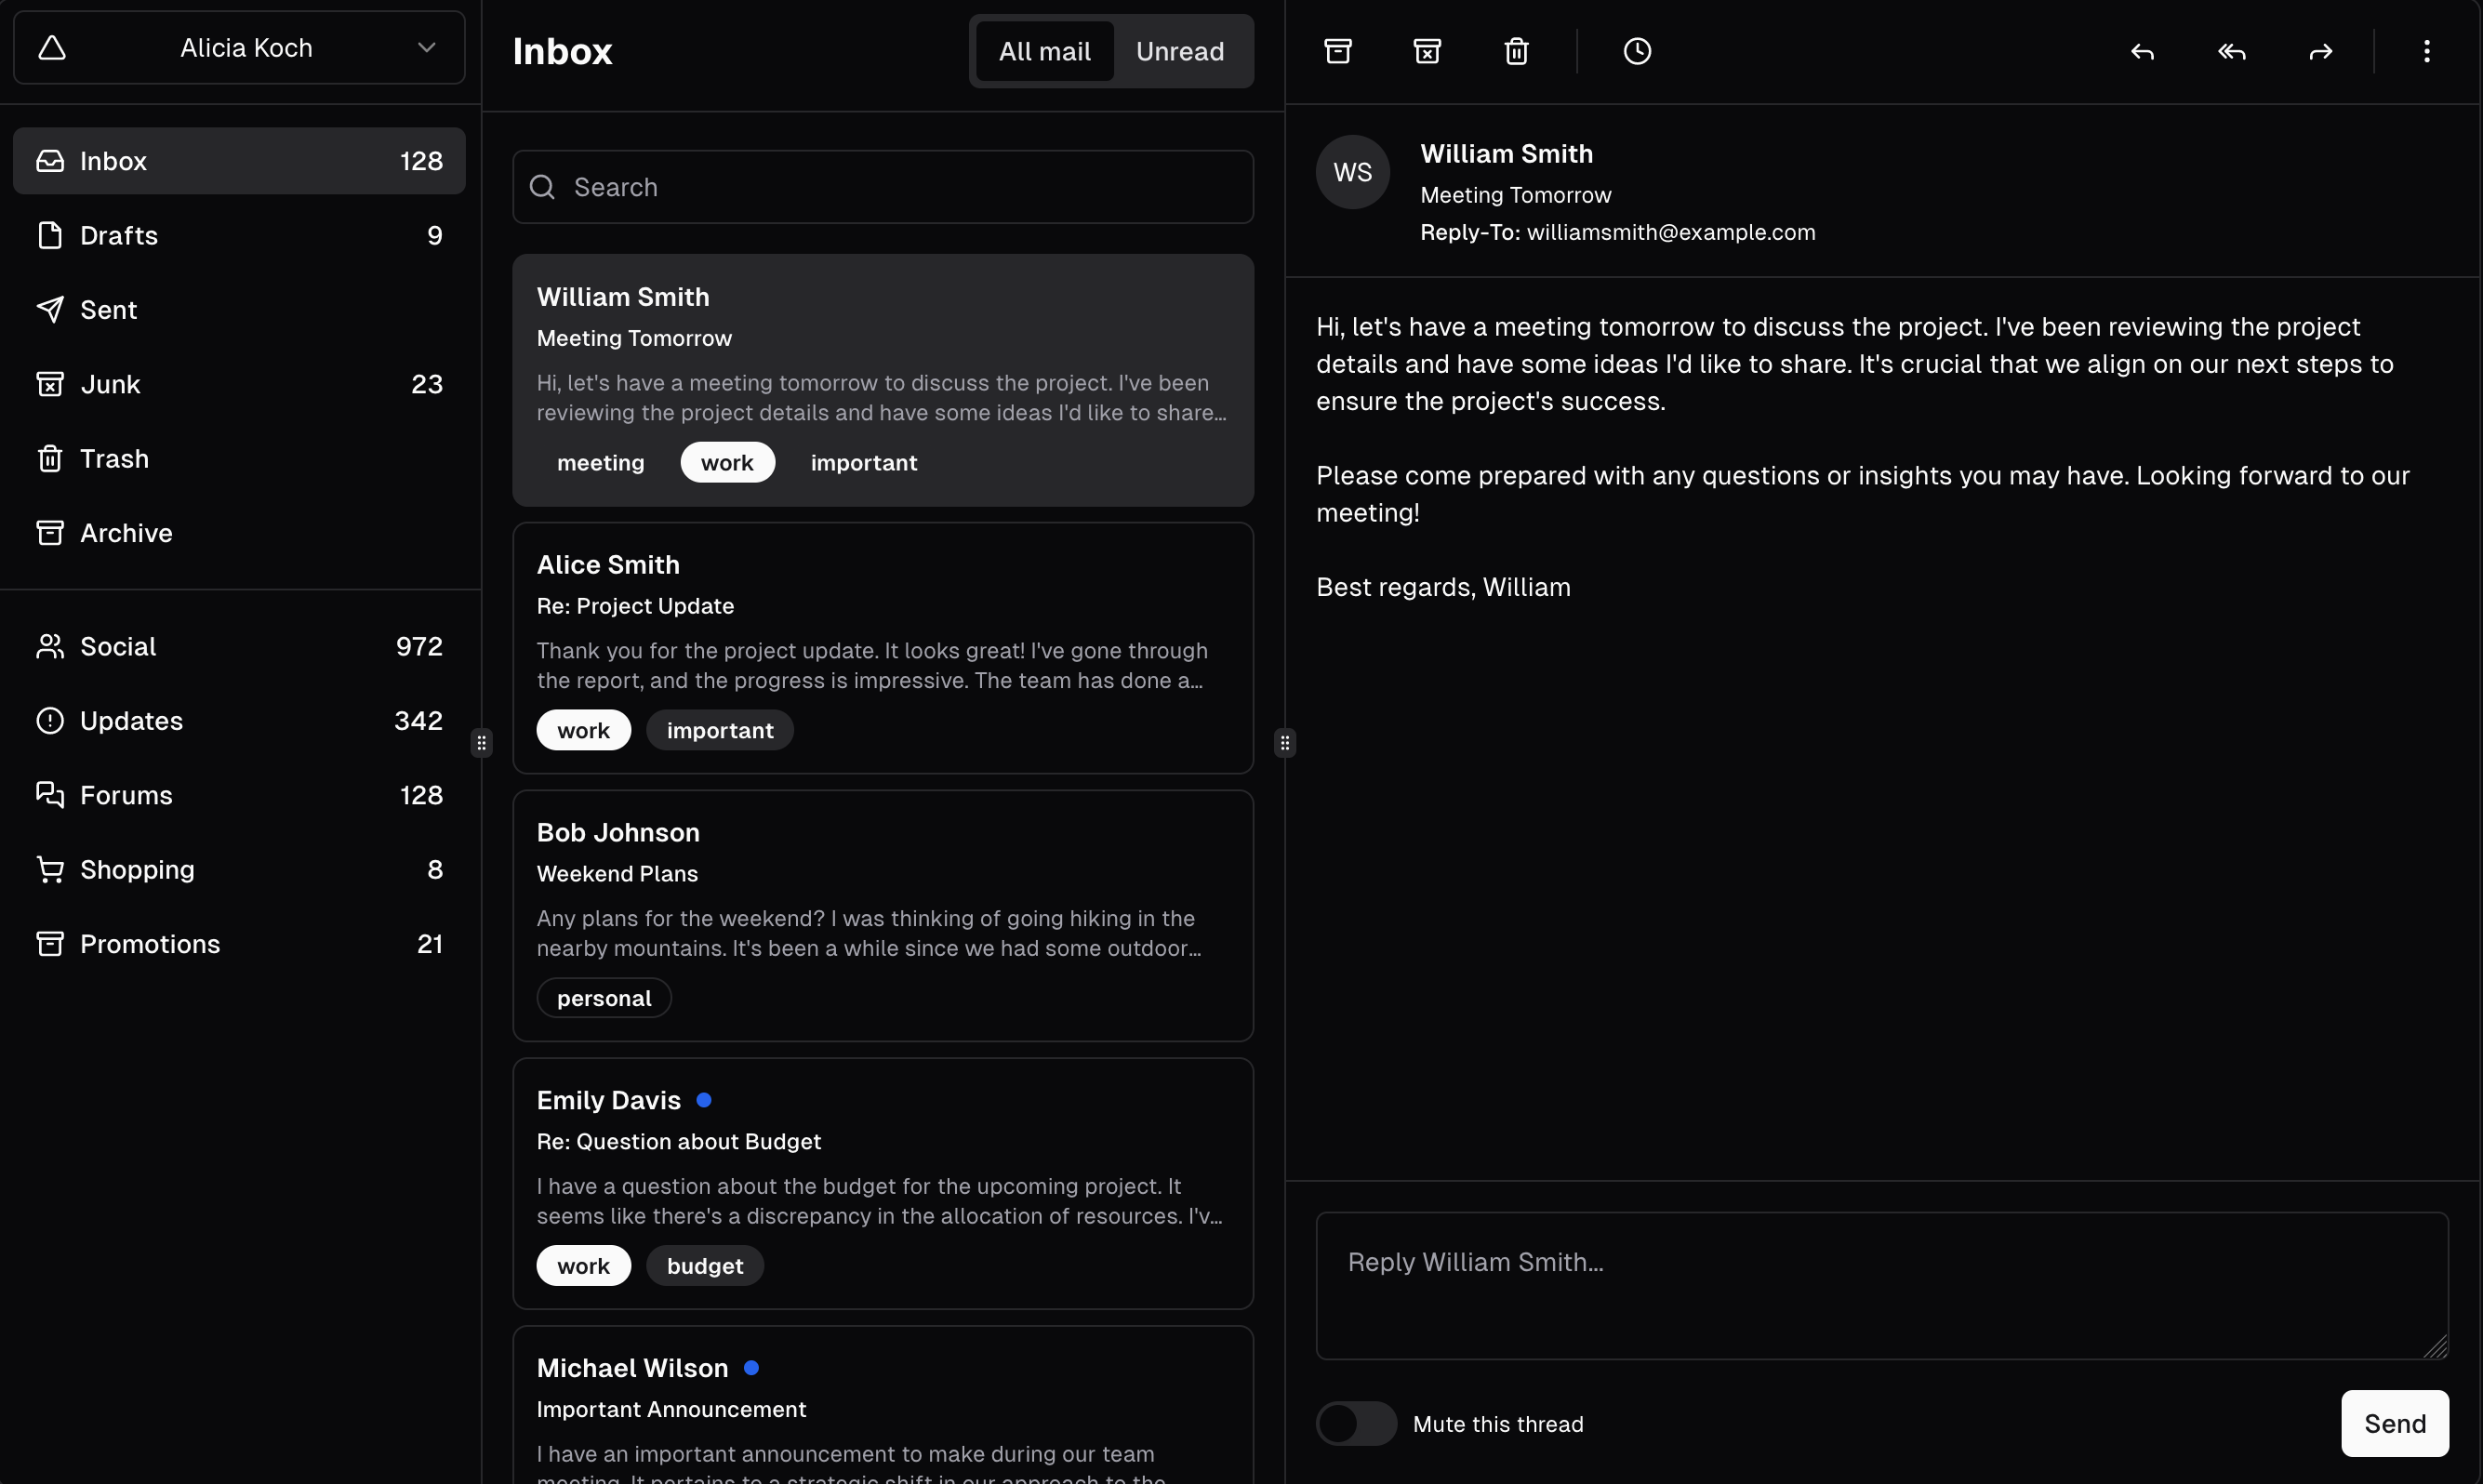 Alicia Koch
Inbox 128
Drafts 9
Sent
Junk 23
Trash
Archive
Social 972
Updates 342
Forums 128
Shopping 8
Promotions 21
Inbox
All mail Unread
Search
William Smith
Meeting Tomorrow
Hi, let's have a meeting tomorrow to discuss the project. I've been
reviewing the project details and have some ideas I'd like to share...
meeting work important
Alice Smith
Re: Project Update
Thank you for the project update. It looks great! I've gone through
the report, and the progress is impressive. The team has done a...
work important
Bob Johnson
Weekend Plans
Any plans for the weekend? I was thinking of going hiking in the
nearby mountains. It's been a while since we had some outdoor...
personal
Emily Davis
Re: Question about Budget
I have a question about the budget for the upcoming project. It
seems like there's a discrepancy in the allocation of resources. I'v...
work budget
Michael Wilson
Important Announcement
I have an important announcement to make during our team
meeting. It pertains to a strategic shift in our approach to the
WS
William Smith
Meeting Tomorrow
Reply-To: williamsmith@example.com
Hi, let's have a meeting tomorrow to discuss the project. I've been reviewing the project
details and have some ideas I'd like to share. It's crucial that we align on our next steps to
ensure the project's success.
Please come prepared with any questions or insights you may have. Looking forward to our
meeting!
Best regards, William
Reply William Smith...
Mute this thread
Send